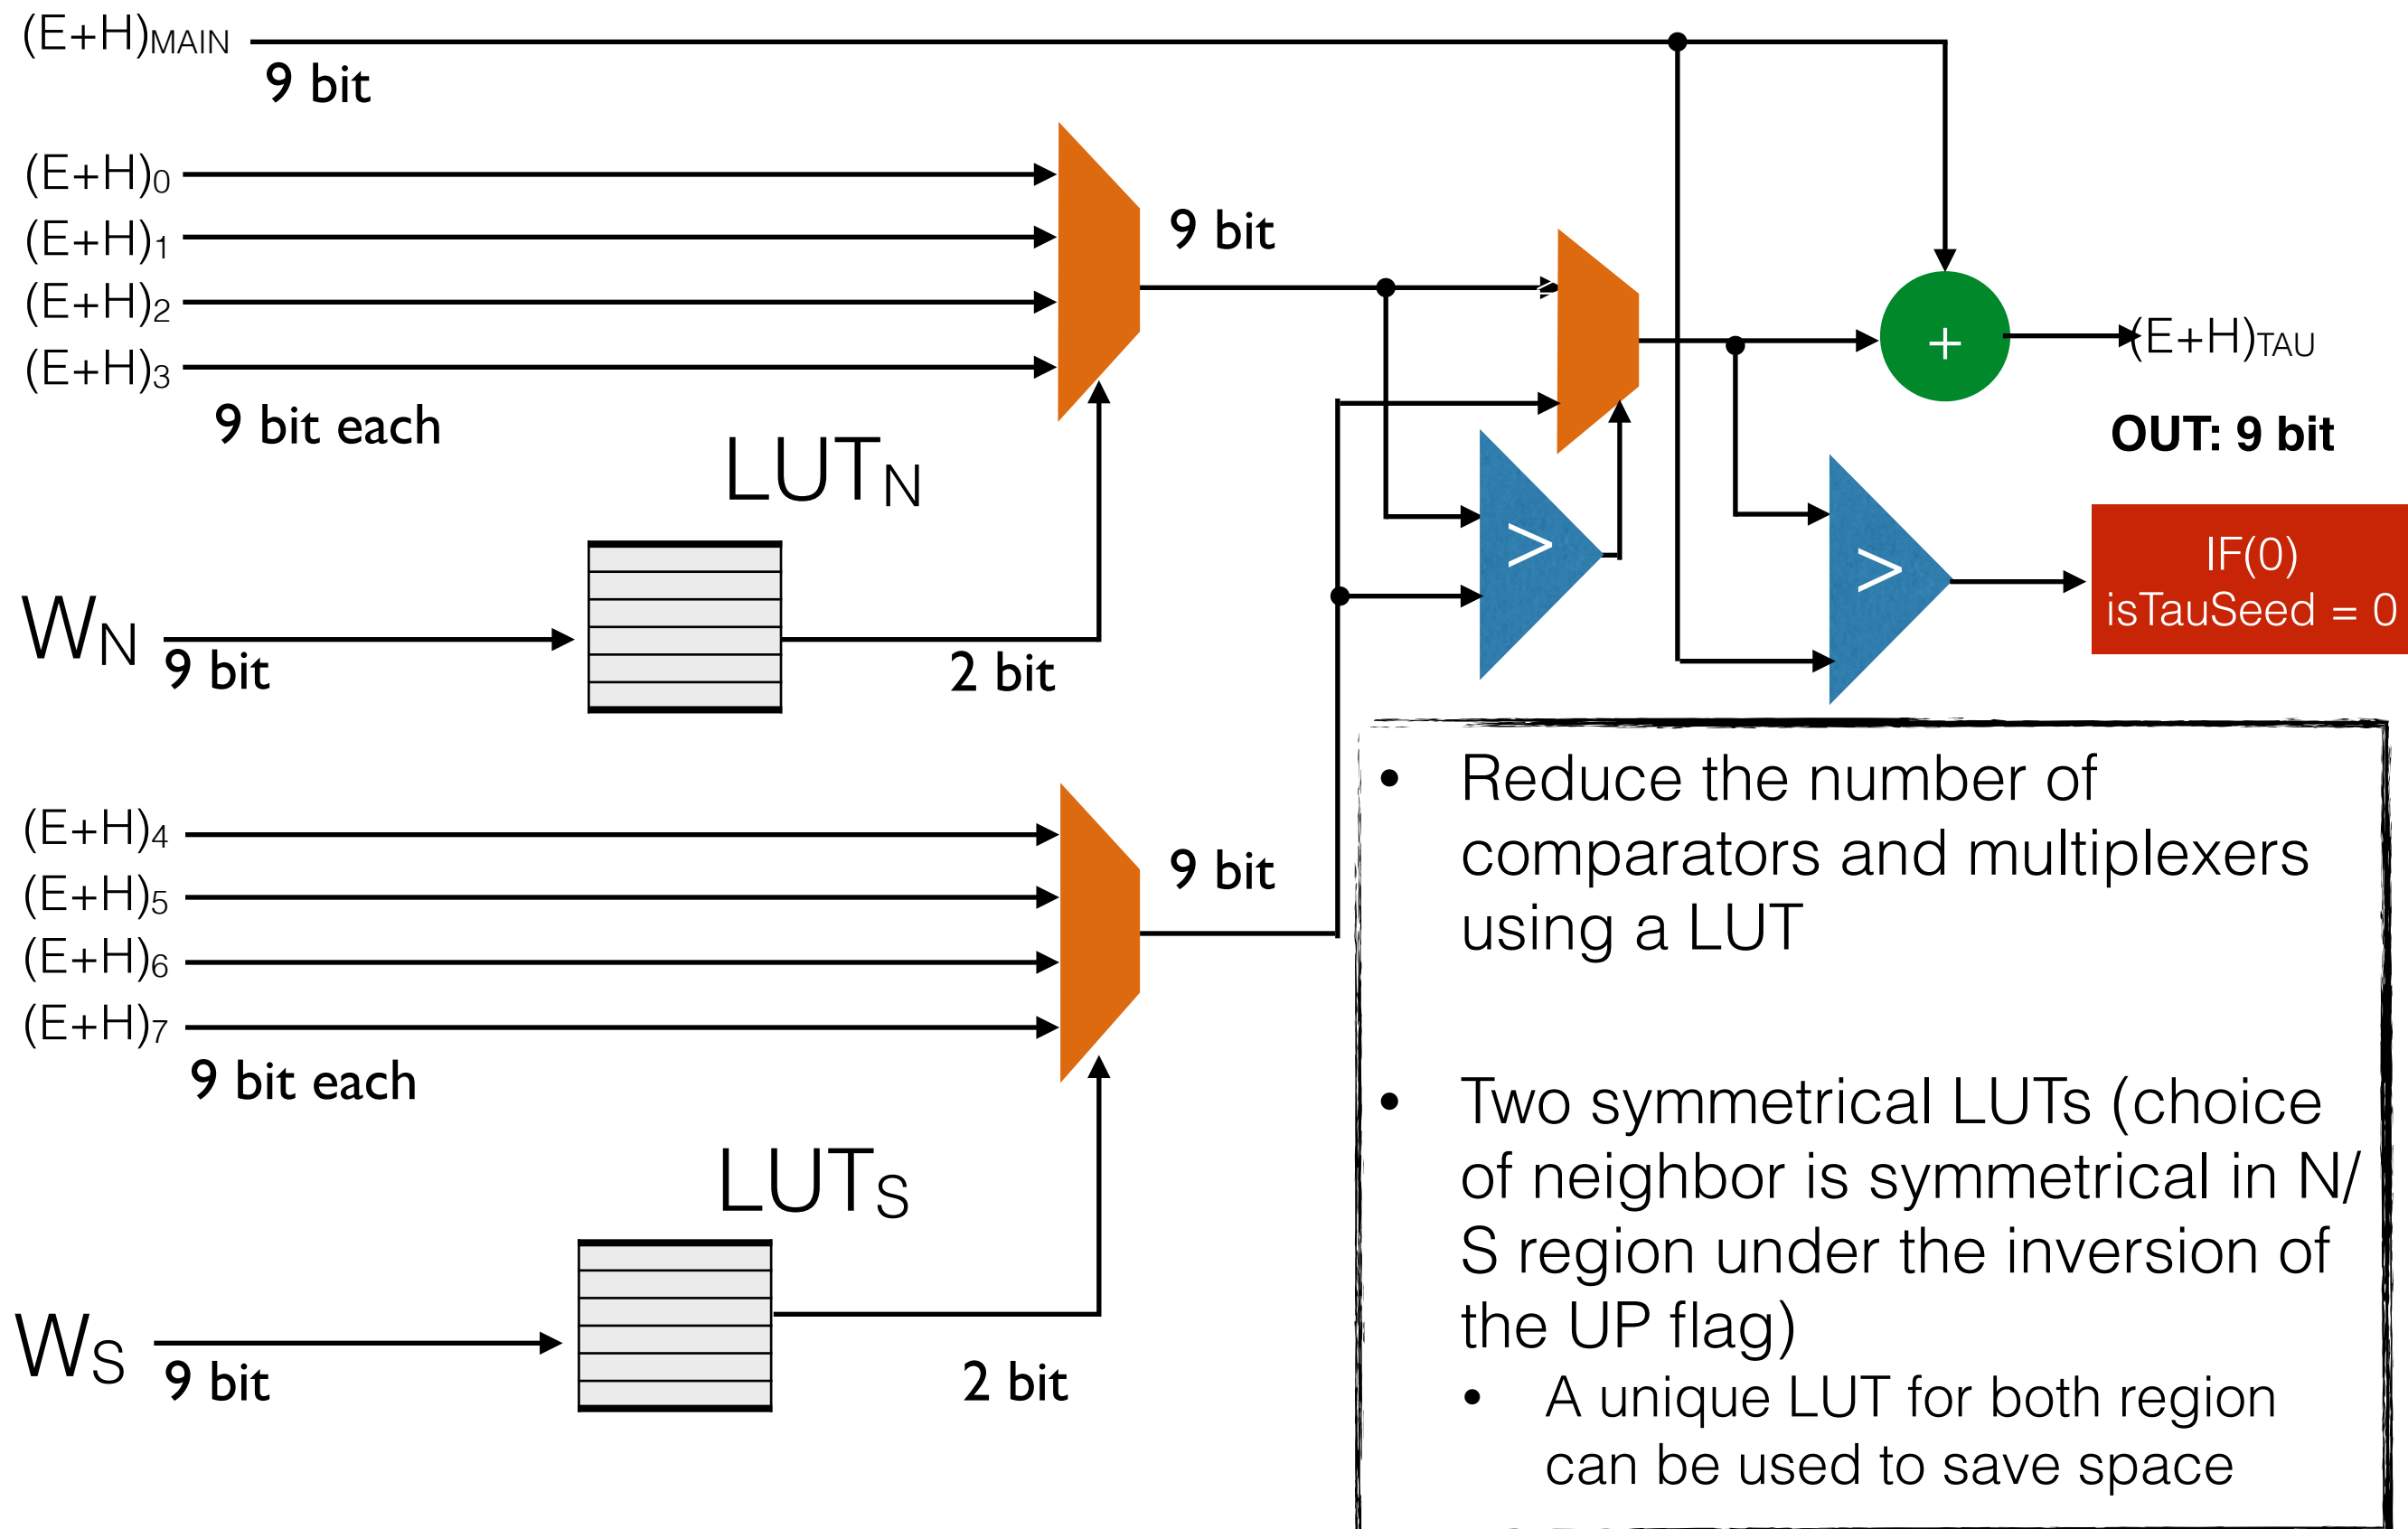 (E+H)MAIN
9 bit
(E+H)0
(E+H)1
(E+H)2
(E+H)3
9 bit each
9 bit
LUTN
WN
9 bit
2 bit
+
(E+H)TAU
OUT: 9 bit
>
>
IF(0)
isTauSeed = 0
(E+H)4
(E+H)5
(E+H)6
(E+H)7
9 bit each
9 bit
LUTS
WS
9 bit
2 bit
• Reduce the number of
comparators and multiplexers
using a LUT
• Two symmetrical LUTs (choice
of neighbor is symmetrical in N/
S region under the inversion of
the UP flag)
• A unique LUT for both region
can be used to save space